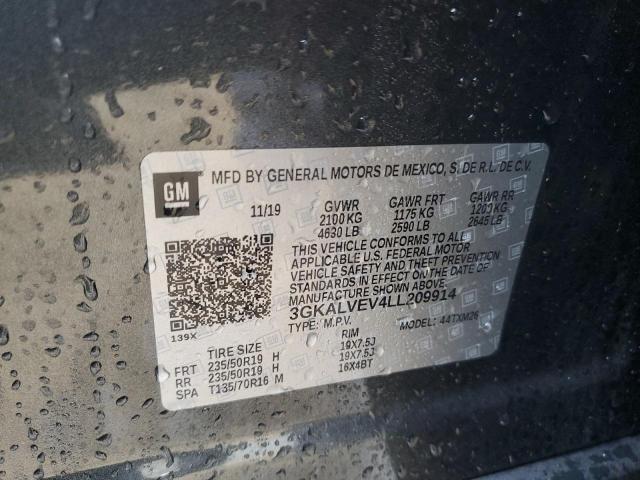 GM
MFD BY GENERAL MOTORS DE MEXICO, S. DE R.L. DE C.V.
11/19 GVWR GAWR FRT GAWR RR
2100 KG 1175 KG 1200 KG
4630 LB 2590 LB 2645 LB
THIS VEHICLE CONFORMS TO ALL
APPLICABLE U.S. FEDERAL MOTOR
VEHICLE SAFETY AND THEFT PREVENTION
STANDARDS IN EFFECT ON THE DATE OF
MANUFACTURE SHOWN ABOVE.
3GKALVEV4LL209914
TYPE: M.P.V. MODEL: 44TXM26
139X
TIRE SIZE RIM
FRT 235/50R19 H 19X7.5J
RR 235/50R19 H 19X7.5J
SPA T135/70R16 M 16X4BT